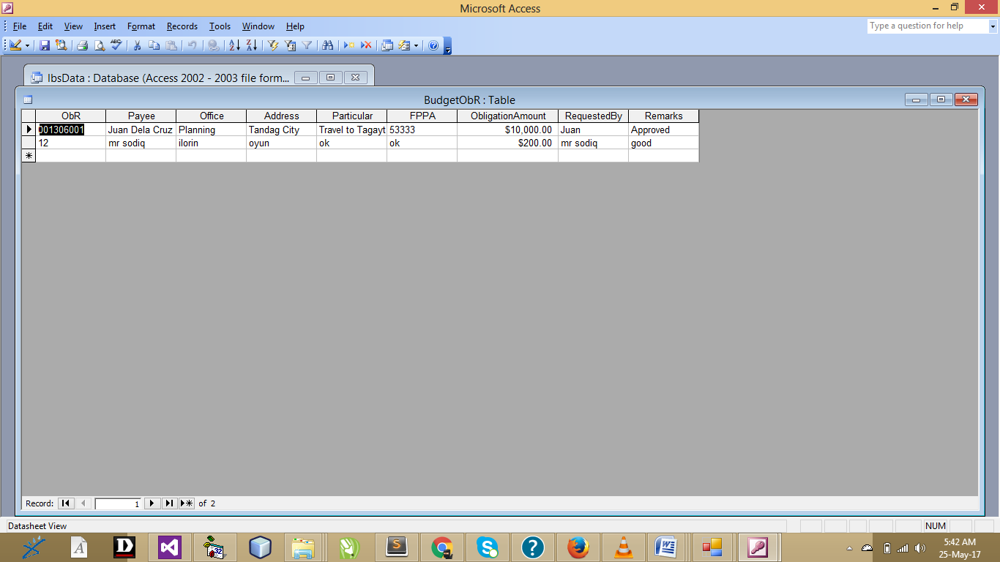 Microsoft Access
File Edit View Insert Format Records Tools Window Help
Type a question for help
IbsData : Database (Access 2002 - 2003 file form...
BudgetObR : Table
ObR Payee Office Address Particular FPPA ObligationAmount RequestedBy Remarks
001306001 Juan Dela Cruz Planning Tandag City Travel to Tagayt 53333 $10,000.00 Juan Approved
12 mr sodiq ilorin oyun ok ok $200.00 mr sodiq good
Record: 1 of 2
Datasheet View NUM
5:42 AM
25-May-17